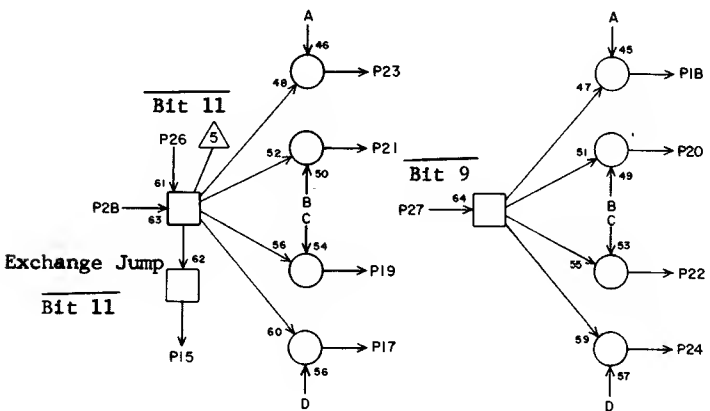 A
A
46
45
P23
P1B
48
47
Bit 11
5
P26
52
P21
51
P20
50
49
Bit 9
61
64
P2B
63
B
C
P27
B
C
56
54
P19
55
53
P22
Exchange Jump
62
Bit 11
60
P17
59
P24
56
57
P15
D
D